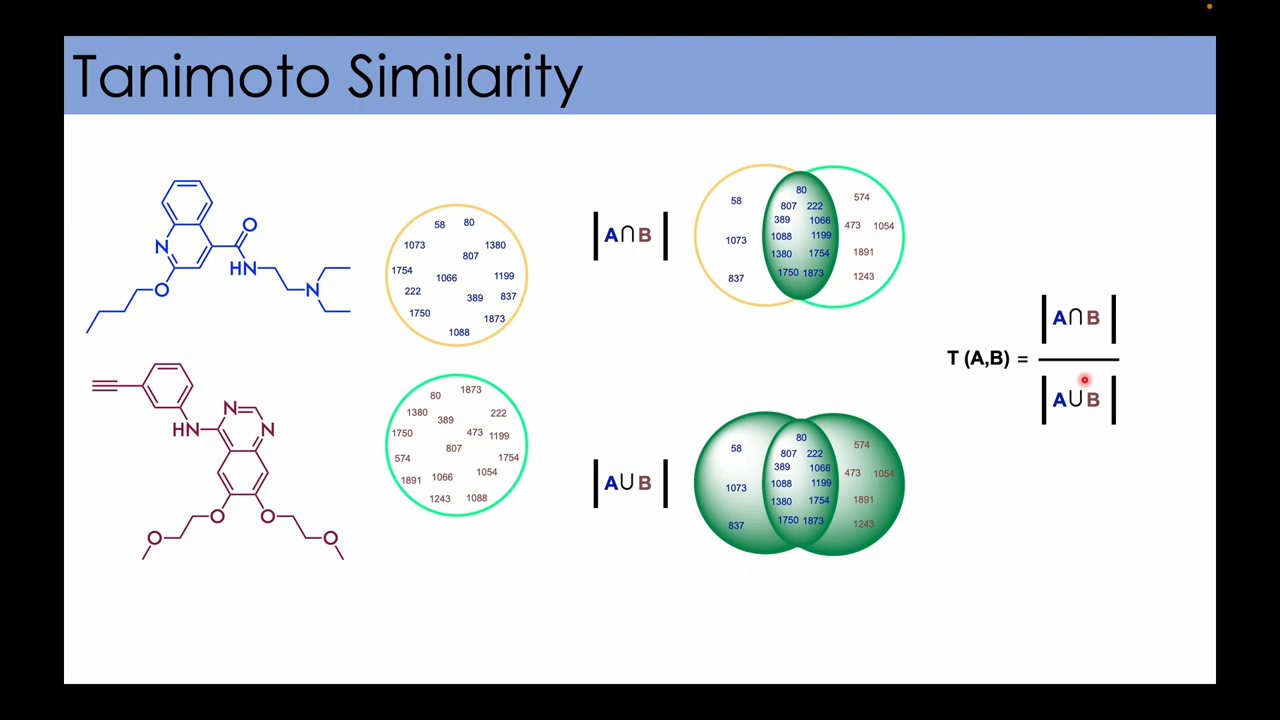 Tanimoto Similarity
N
O
HN
N
O
58 80
1073 1380
807
1754 1066 1199
222 389 837
1750 1873
1088
|A∩B|
80
58 807 222 574
389 1066 473 1054
1073 1088 1199
1380 1754 1891
837 1750 1873 1243
T (A,B) = |A∩B|
|A∪B|
HN
N
N
O
O
O
O
80 1873
1380 389 222
1750 473 1199
807
574 1754
1891 1066 1054
1243 1088
|A∪B|
80
58 807 222 574
389 1066 473 1054
1073 1088 1199
1380 1754 1891
837 1750 1873 1243